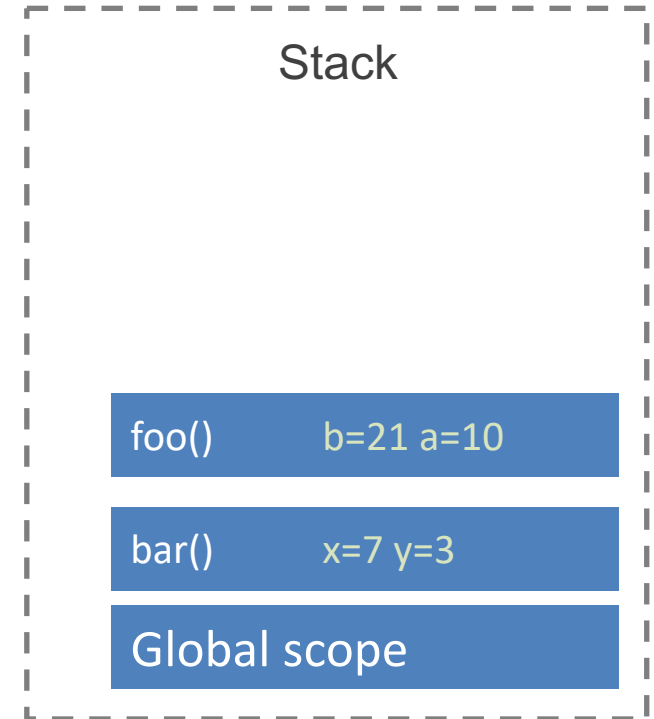 Stack
foo() b=21 a=10
bar() x=7 y=3
Global scope